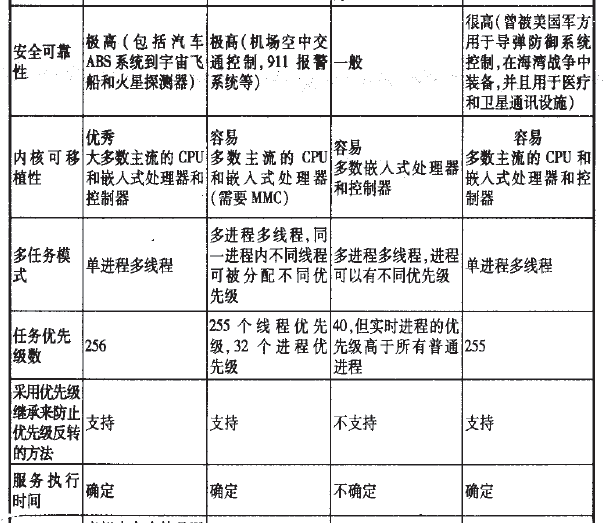 安全可靠性
极高(包括汽车
ABS系统到宇宙飞
船和火星探测器)
极高(机场空中交
通控制,911报警
系统等)
一般
很高(曾被美国军方
用于导弹防御系统
控制,在海湾战争中
装备,并且用于医疗
和卫星通讯设施)
内核可移
植性
优秀
大多数主流的CPU
和嵌入式处理器和
控制器
容易
多数主流的CPU
和嵌入式处理器
(需要MMC)
容易
多数嵌入式处理器
和控制器
容易
多数主流的CPU和
嵌入式处理器和控
制器
多任务模
式
单进程多线程
多进程多线程,同
一进程内不同线程
可被分配不同优
先级
多进程多线程,进程
可以有不同优先级
单进程多线程
任务优先
级数
256
255个线程优先
级,32个进程优
先级
40,但实时进程的优
先级高于所有普通
进程
255
采用优先级
继承来防止
优先级反转
的方法
支持
支持
不支持
支持
服务执行
时间
确定
确定
不确定
确定